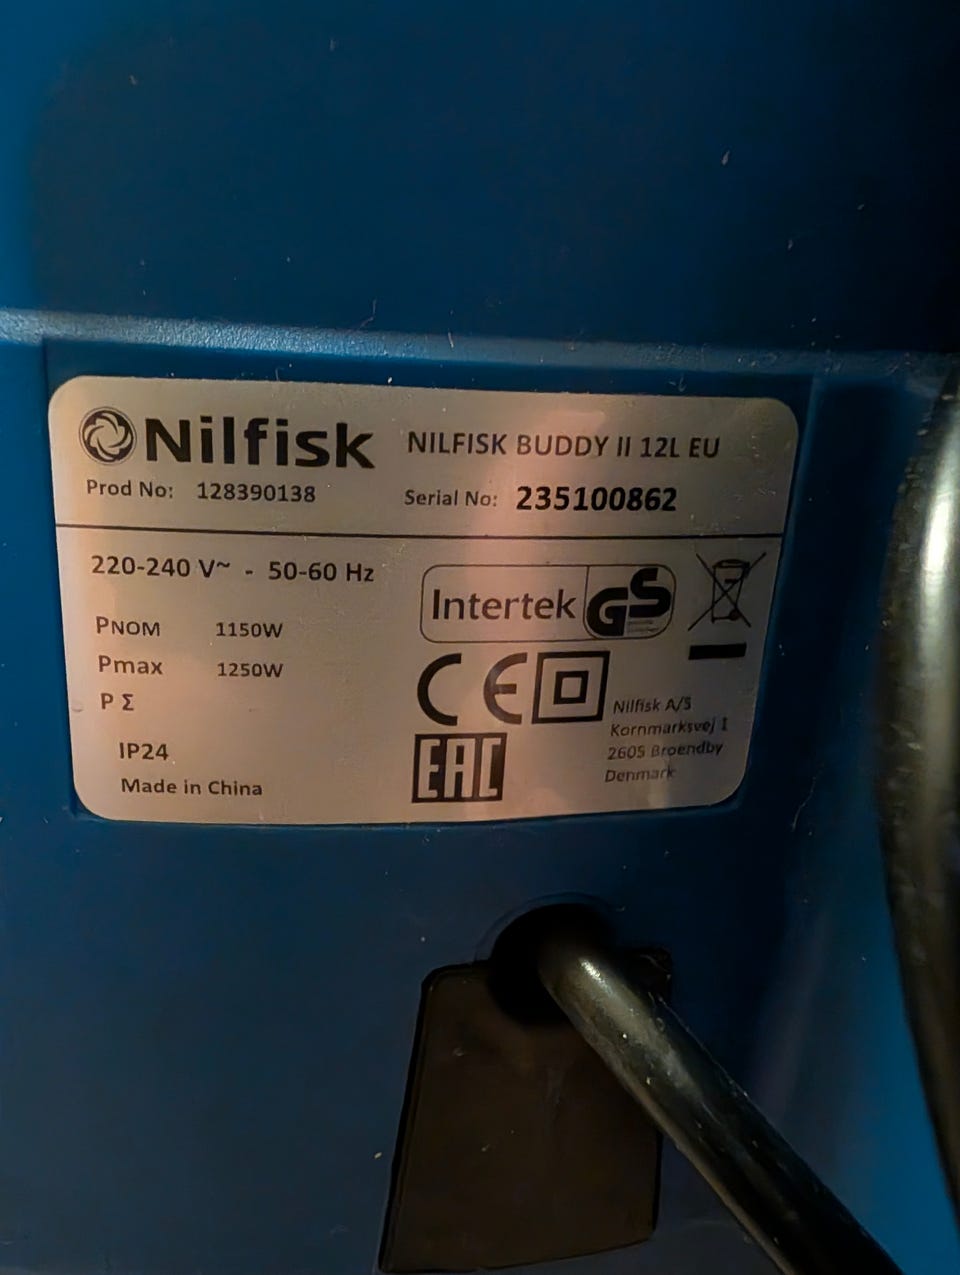 Nilfisk NILFISK BUDDY II 12L EU
Prod No: 128390138 Serial No: 235100862
220-240 V~ - 50-60 Hz
PNOM 1150W
Pmax 1250W
P Σ
IP24
Made in China
Intertek GS
CE
EAC
Nilfisk A/S
Kornmarksvej 1
2605 Broendby
Denmark